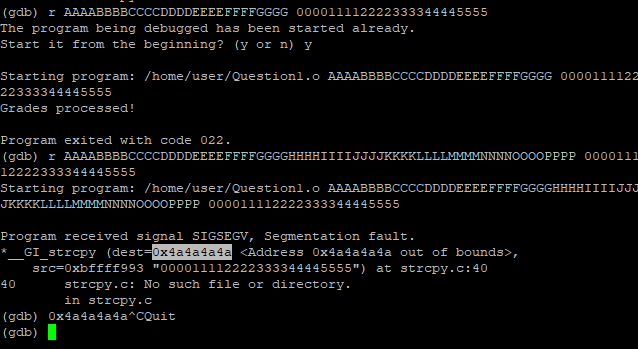 (gdb) r AAAABBBBCCCCDDDDEEEEFFFFGGGG 000011112222333344445555
The program being debugged has been started already.
Start it from the beginning? (y or n) y
Starting program: /home/user/Question1.o AAAABBBBCCCCDDDDEEEEFFFFGGGG 0000111122
22333344445555
Grades processed!
Program exited with code 022.
(gdb) r AAAABBBBCCCCDDDDEEEEFFFFGGGGHHHHIIIIJJJJKKKKLLLLMMMMNNNNOOOOPPPP 0000111
12222333344445555
Starting program: /home/user/Question1.o AAAABBBBCCCCDDDDEEEEFFFFGGGGHHHHIIIIJJJ
JKKKKLLLLMMMMNNNNOOOOPPPP 000011112222333344445555
Program received signal SIGSEGV, Segmentation fault.
*__GI_strcpy (dest=0x4a4a4a4a <Address 0x4a4a4a4a out of bounds>,
src=0xbffff993 "000011112222333344445555") at strcpy.c:40
40 strcpy.c: No such file or directory.
in strcpy.c
(gdb) 0x4a4a4a4a^CQuit
(gdb)